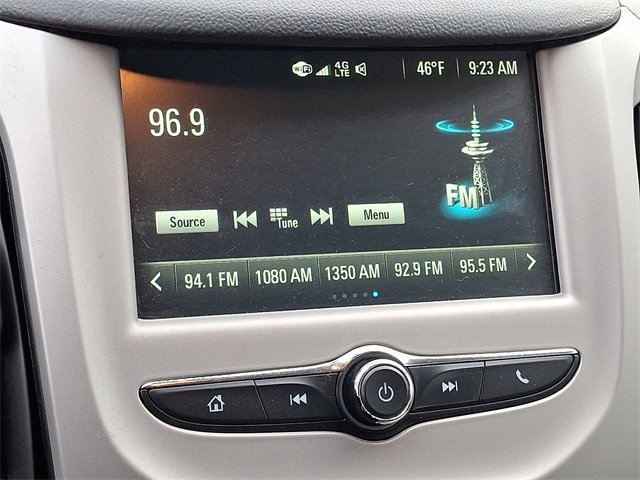 WiFi 4G LTE 46°F 9:23 AM
96.9
FM
Source Tune Menu
94.1 FM 1080 AM 1350 AM 92.9 FM 95.5 FM